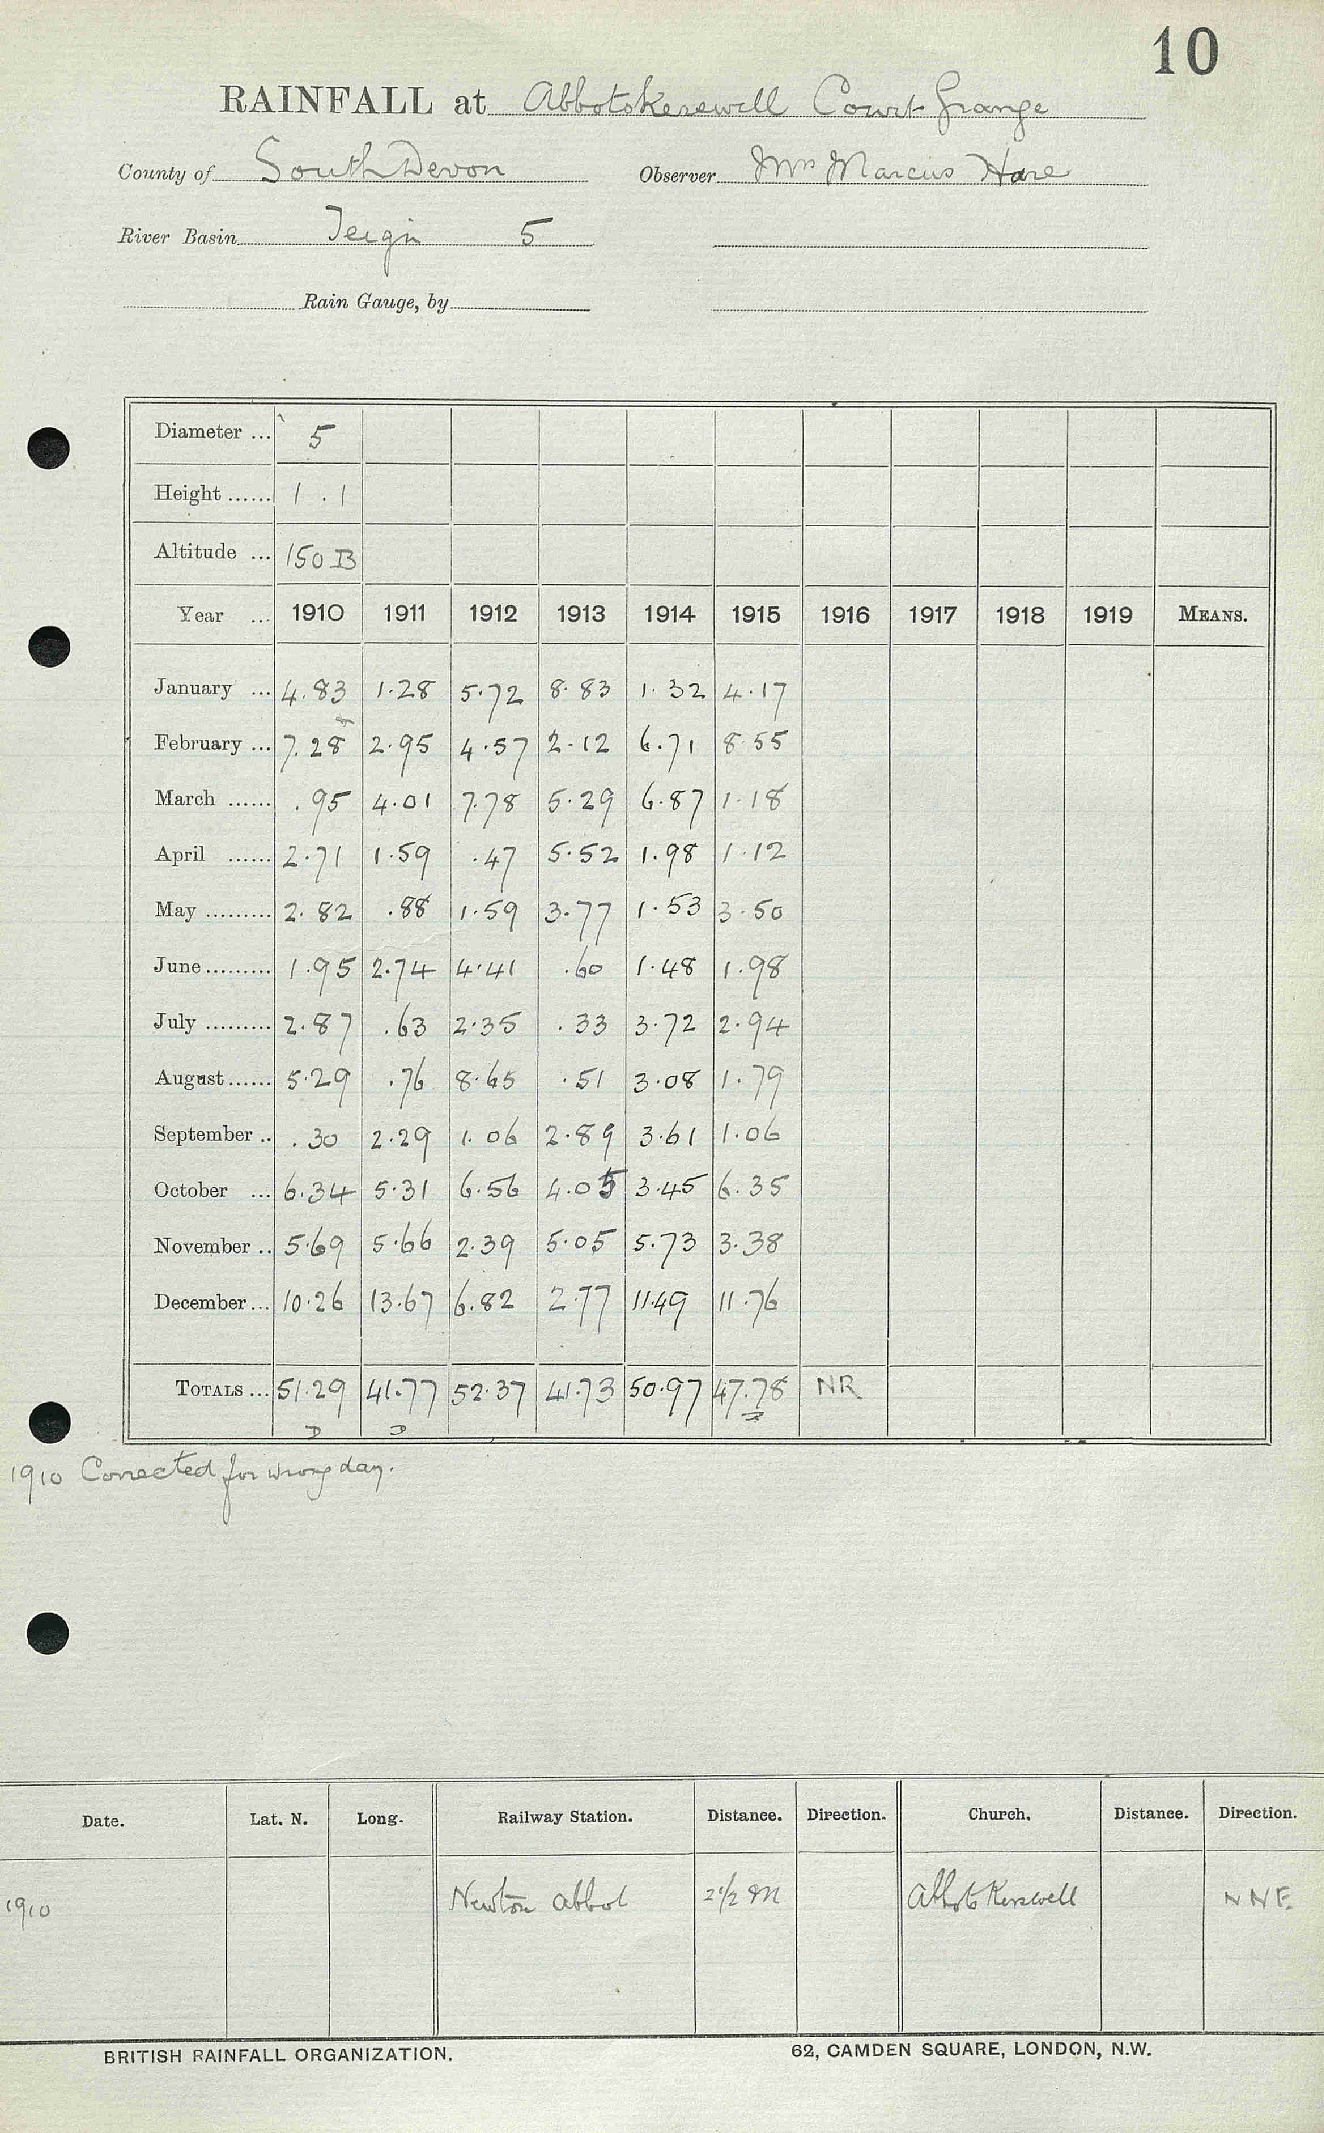 10
RAINFALL at Abbotskerswell Court Grange
County of South Devon Observer Mrs Marcus Hare
River Basin Teign 5
Rain Gauge, by
Diameter ... 5
Height ...... 1 . 1
Altitude ... 150 B
Year ... 1910 1911 1912 1913 1914 1915 1916 1917 1918 1919 MEANS.
January ... 4.83 1.28 5.72 8.83 1.32 4.17
February ... 7.28 2.95 4.57 2.12 6.71 8.55
March ...... .95 4.01 7.78 5.29 6.87 1.18
April ...... 2.71 1.59 .47 5.52 1.98 1.12
May ......... 2.82 .88 1.59 3.77 1.53 3.50
June ......... 1.95 2.74 4.41 .60 1.48 1.98
July ......... 2.87 .63 2.35 .33 3.72 2.94
August ...... 5.29 .76 8.65 .51 3.08 1.79
September .. .30 2.29 1.06 2.89 3.61 1.06
October ... 6.34 5.31 6.56 4.05 3.45 6.35
November .. 5.69 5.66 2.39 5.05 5.73 3.38
December ... 10.26 13.67 6.82 2.77 11.49 11.76
TOTALS ... 51.29 41.77 52.37 41.73 50.97 47.78 NR
1910 Corrected for wrong day.
Date. Lat. N. Long. Railway Station. Distance. Direction. Church. Distance. Direction.
1910 Newton Abbot 2 1/2 M Abbots Kerswell NNE.
BRITISH RAINFALL ORGANIZATION. 62, CAMDEN SQUARE, LONDON, N.W.